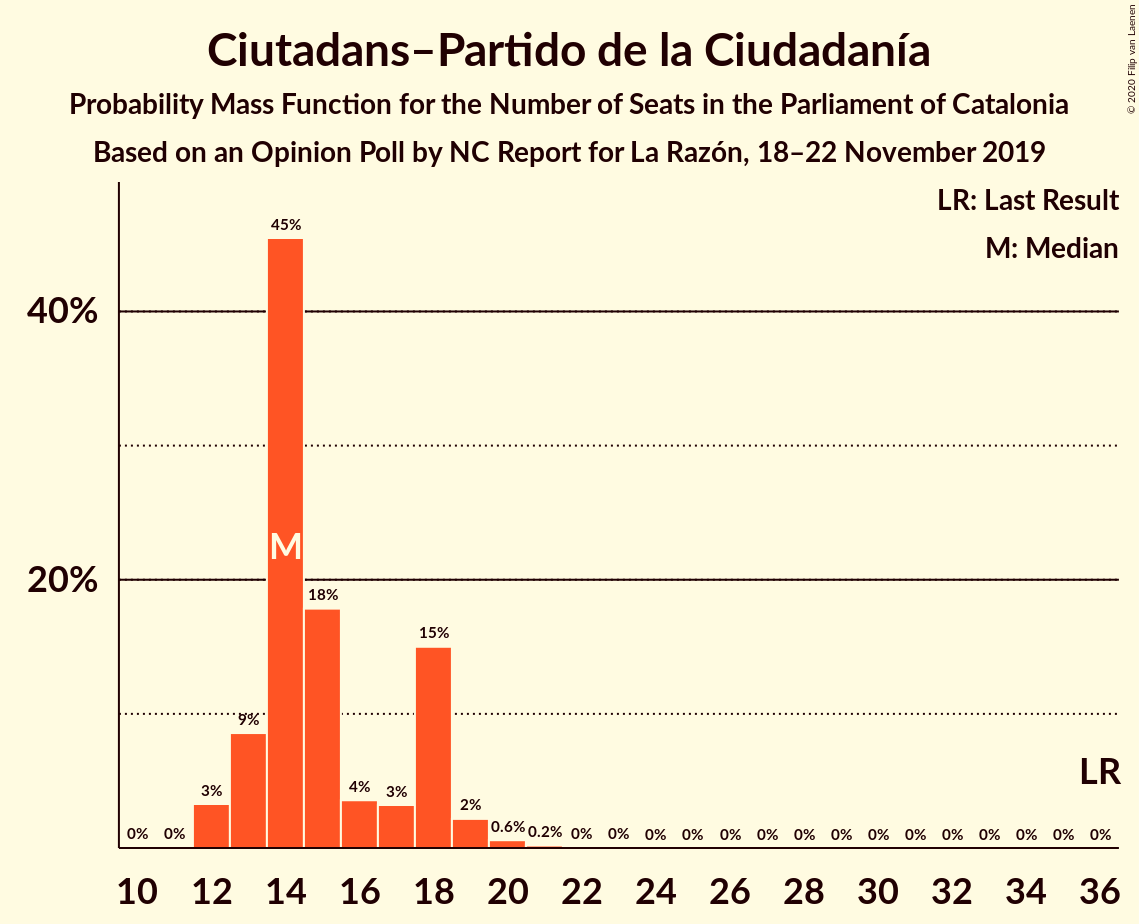 Ciutadans–Partido de la Ciudadanía
Probability Mass Function for the Number of Seats in the Parliament of Catalonia
Based on an Opinion Poll by NC Report for La Razón, 18–22 November 2019
© 2020 Filip van Laenen
LR: Last Result
M: Median
40%
20%
0% 0% 3% 9% 45% 18% 4% 3% 15% 2% 0.6% 0.2% 0% 0% 0% 0% 0% 0% 0% 0% 0% 0% 0% 0% 0% 0% 0%
M
LR
10 12 14 16 18 20 22 24 26 28 30 32 34 36